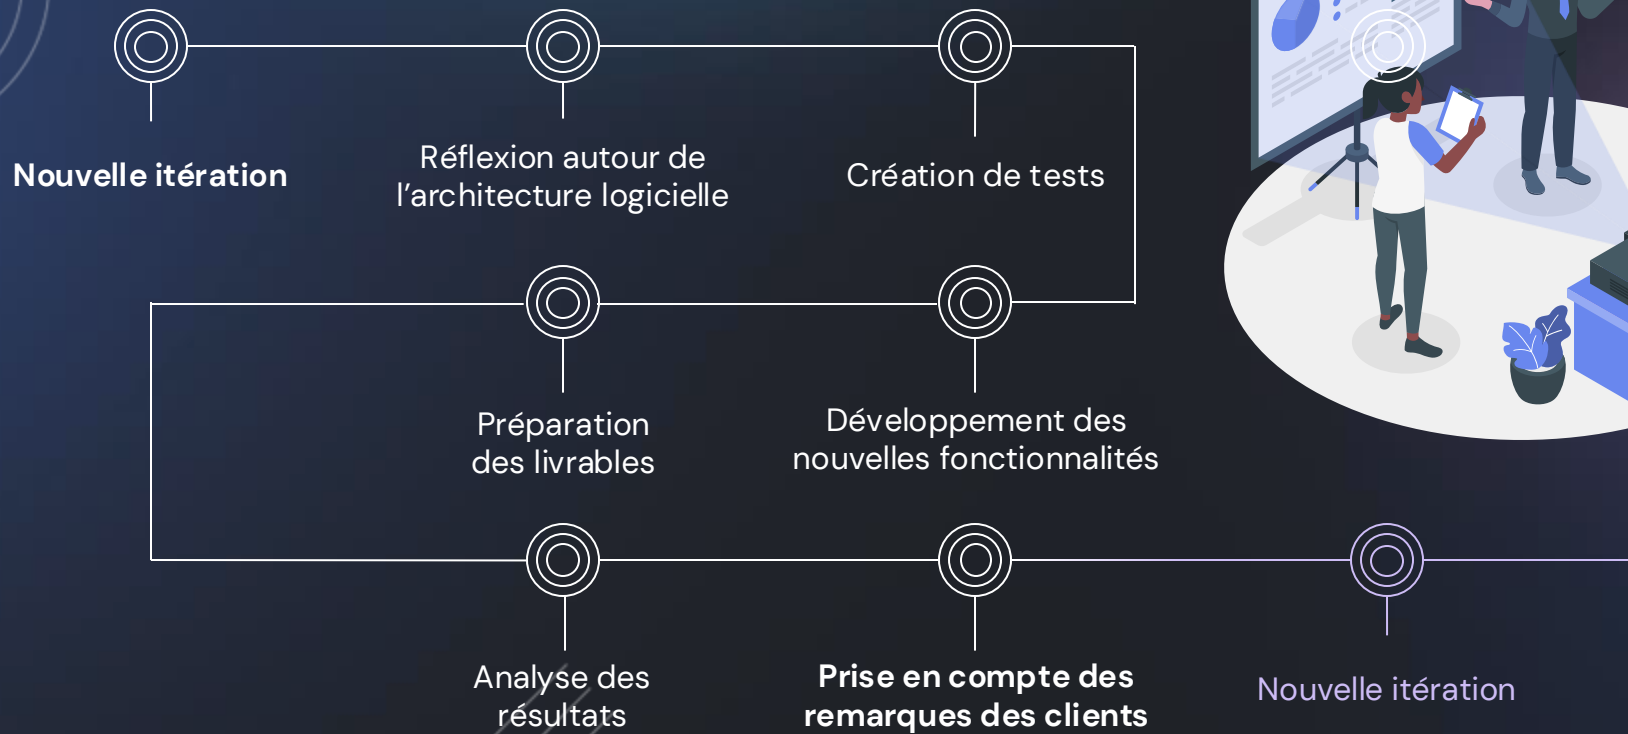 Nouvelle itération
Réflexion autour de
l’architecture logicielle
Création de tests
Préparation
des livrables
Développement des
nouvelles fonctionnalités
Analyse des
résultats
Prise en compte des
remarques des clients
Nouvelle itération